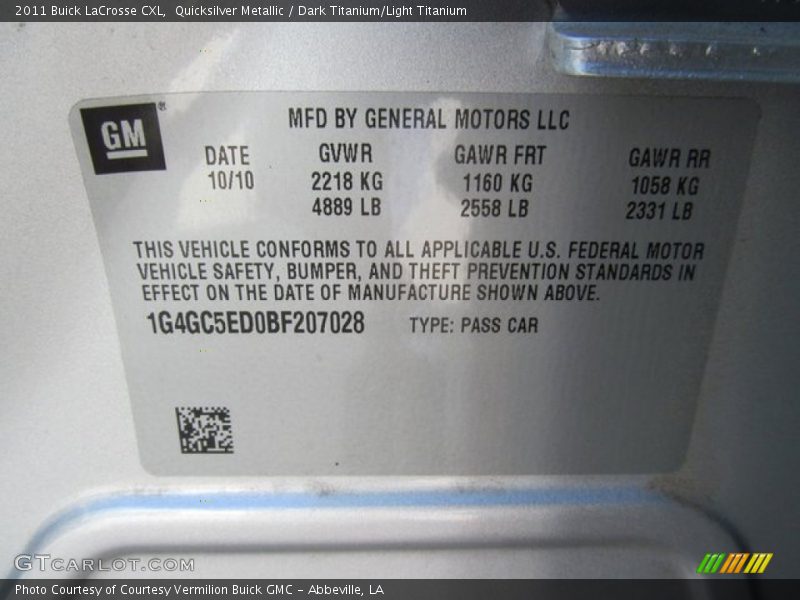 2011 Buick LaCrosse CXL,  Quicksilver Metallic / Dark Titanium/Light Titanium
GM ®
MFD BY GENERAL MOTORS LLC
DATE GVWR GAWR FRT GAWR RR
10/10 2218 KG 1160 KG 1058 KG
4889 LB 2558 LB 2331 LB
THIS VEHICLE CONFORMS TO ALL APPLICABLE U.S. FEDERAL MOTOR
VEHICLE SAFETY, BUMPER, AND THEFT PREVENTION STANDARDS IN
EFFECT ON THE DATE OF MANUFACTURE SHOWN ABOVE.
1G4GC5ED0BF207028 TYPE: PASS CAR
GTCARLOT.COM
Photo Courtesy of Courtesy Vermilion Buick GMC - Abbeville, LA